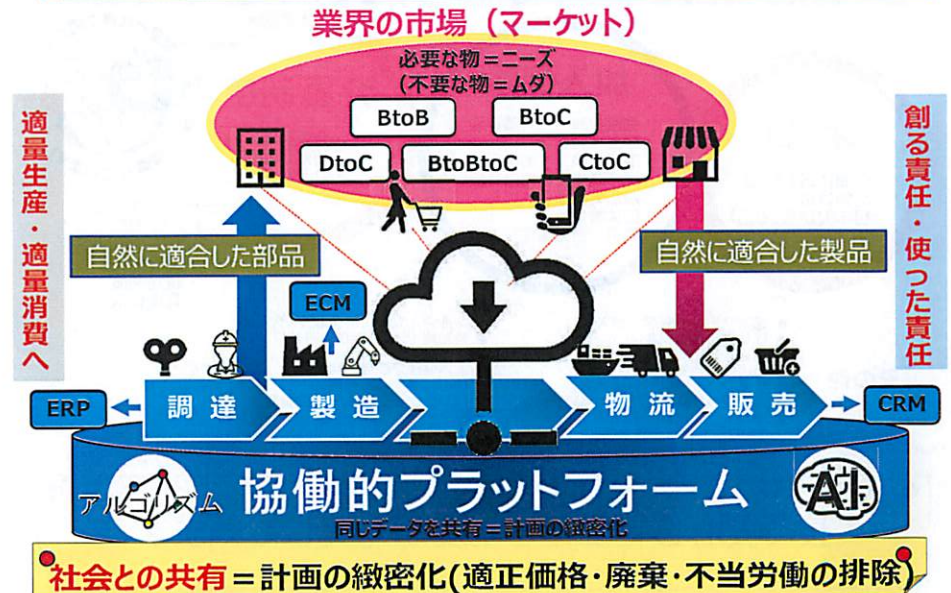 業界の市場（マーケット）
必要な物＝ニーズ
(不要な物＝ムダ)
BtoB
BtoC
DtoC
BtoBtoC
CtoC
適量生産・適量消費へ
創る責任・使った責任
自然に適合した部品
自然に適合した製品
ECM
ERP
調達
製造
物流
販売
CRM
アルゴリズム
協働的プラットフォーム
AI
同じデータを共有＝計画の緻密化
社会との共有＝計画の緻密化(適正価格・廃棄・不当労働の排除)